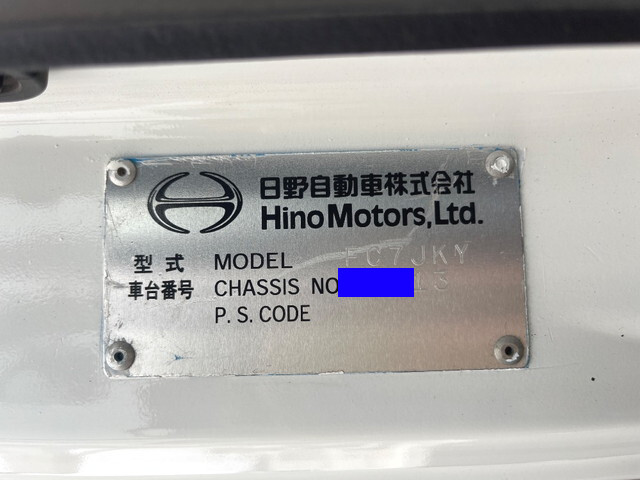 日野自動車株式会社
Hino Motors, Ltd.
型式 MODEL FC7JKY
車台番号 CHASSIS NO 13
P.S.CODE